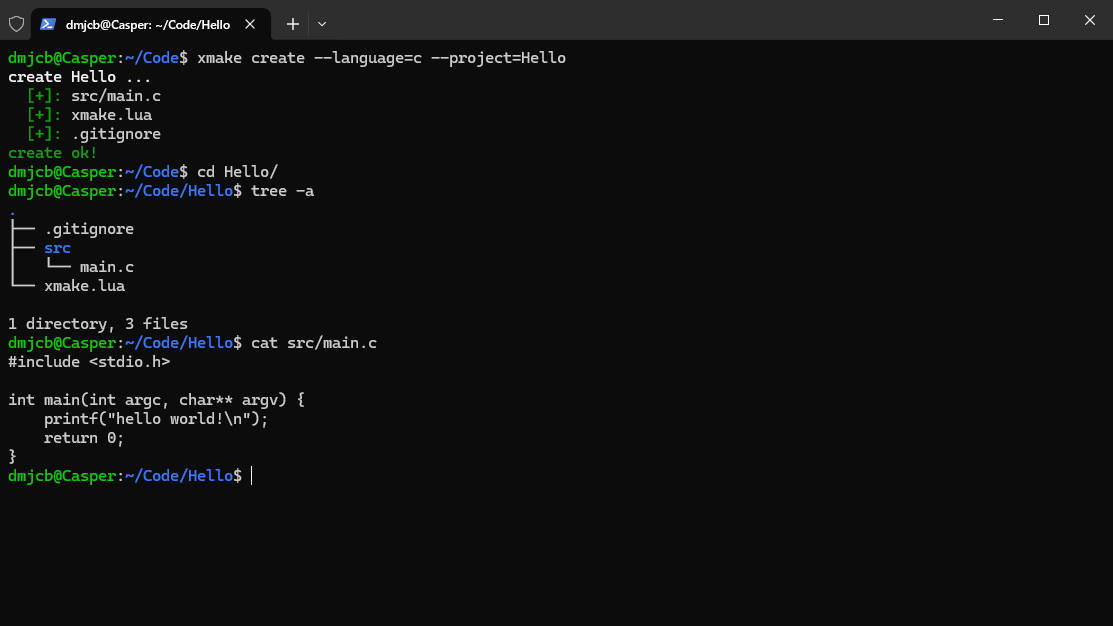 dmjcb@Casper: ~/Code/Hello
dmjcb@Casper:~/Code$ xmake create --language=c --project=Hello
create Hello ...
  [+]: src/main.c
  [+]: xmake.lua
  [+]: .gitignore
create ok!
dmjcb@Casper:~/Code$ cd Hello/
dmjcb@Casper:~/Code/Hello$ tree -a
.
├── .gitignore
├── src
│   └── main.c
└── xmake.lua

1 directory, 3 files
dmjcb@Casper:~/Code/Hello$ cat src/main.c
#include <stdio.h>

int main(int argc, char** argv) {
    printf("hello world!\n");
    return 0;
}
dmjcb@Casper:~/Code/Hello$